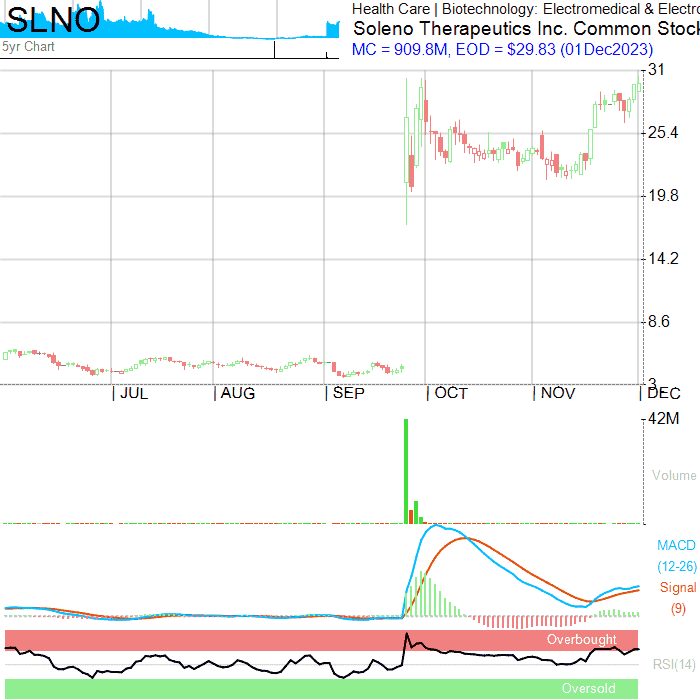 SLNO
5yr Chart
Health Care | Biotechnology: Electromedical & Electro
Soleno Therapeutics Inc. Common Stock
MC = 909.8M, EOD = $29.83 (01Dec2023)
31
25.4
19.8
14.2
8.6
3
JUL
AUG
SEP
OCT
NOV
DEC
42M
Volume
MACD
(12-26)
Signal
(9)
Overbought
RSI(14)
Oversold